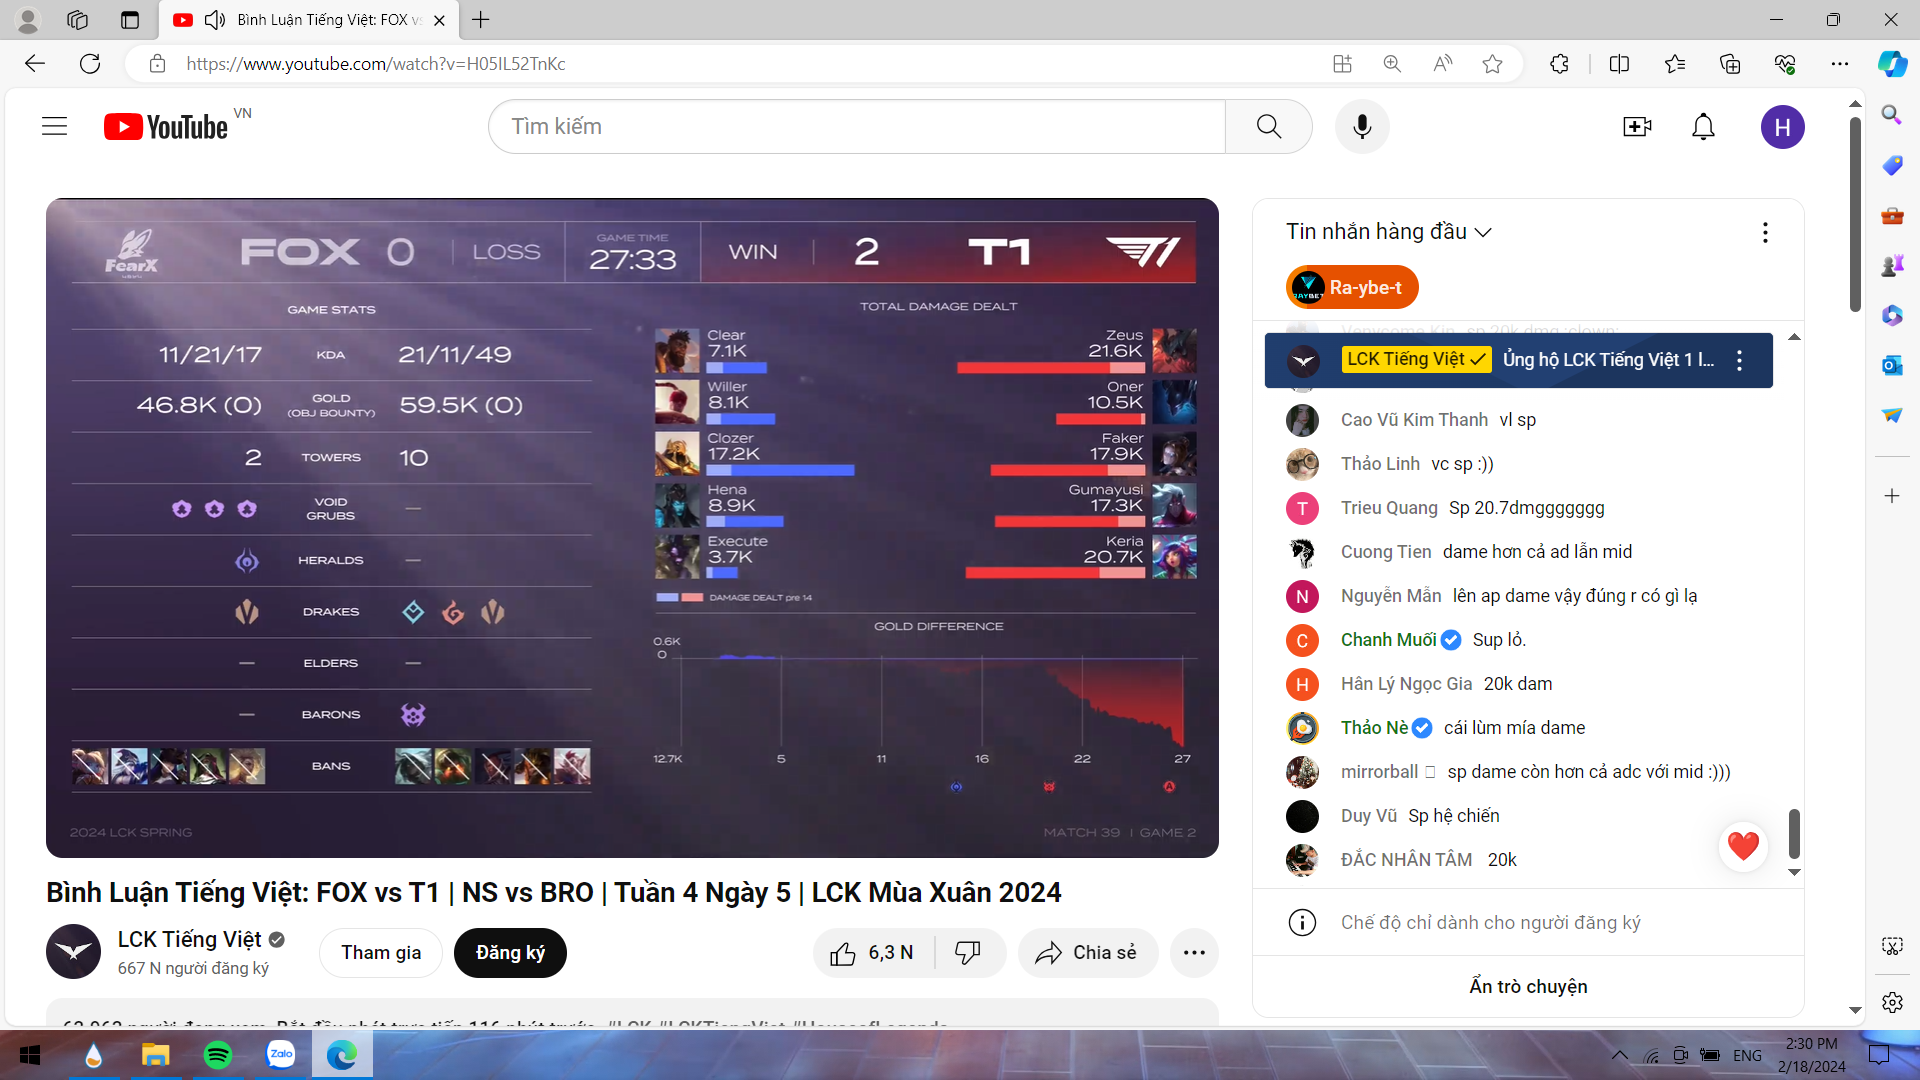 Bình Luận Tiếng Việt: FOX vs
https://www.youtube.com/watch?v=H05IL52TnKc
YouTube VN
Tìm kiếm
H
FearX
FOX 0 LOSS
GAME TIME
27:33
WIN 2 T1
GAME STATS
11/21/17 KDA 21/11/49
46.8K (0) GOLD (OBJ BOUNTY) 59.5K (0)
2 TOWERS 10
VOID GRUBS —
HERALDS —
DRAKES
— ELDERS —
— BARONS
BANS
TOTAL DAMAGE DEALT
Clear Zeus
7.1K 21.6K
Willer Oner
8.1K 10.5K
Clozer Faker
17.2K 17.9K
Hena Gumayusi
8.9K 17.3K
Execute Keria
3.7K 20.7K
DAMAGE DEALT pre 14
GOLD DIFFERENCE
0.6K
0
12.7K 5 11 16 22 27
2024 LCK SPRING
MATCH 39 | GAME 2
Bình Luận Tiếng Việt: FOX vs T1 | NS vs BRO | Tuần 4 Ngày 5 | LCK Mùa Xuân 2024
LCK Tiếng Việt
667 N người đăng ký
Tham gia
Đăng ký
6,3 N
Chia sẻ
#LCK #LCKTiengViet #HouseofLegends
Tin nhắn hàng đầu
RAYBET Ra-ybe-t
Venysome Kin sp 20k dmg :clown:
LCK Tiếng Việt Ủng hộ LCK Tiếng Việt 1 l...
Cao Vũ Kim Thanh vl sp
Thảo Linh vc sp :))
T Trieu Quang Sp 20.7dmggggggg
Cuong Tien dame hơn cả ad lẫn mid
N Nguyễn Mẫn lên ap dame vậy đúng r có gì lạ
C Chanh Muối Sup lỏ.
H Hân Lý Ngọc Gia 20k dam
Thảo Nè cái lùm mía dame
mirrorball sp dame còn hơn cả adc với mid :)))
Duy Vũ Sp hệ chiến
ĐẮC NHÂN TÂM 20k
Chế độ chỉ dành cho người đăng ký
Ẩn trò chuyện
Zalo
ENG
2:30 PM
2/18/2024